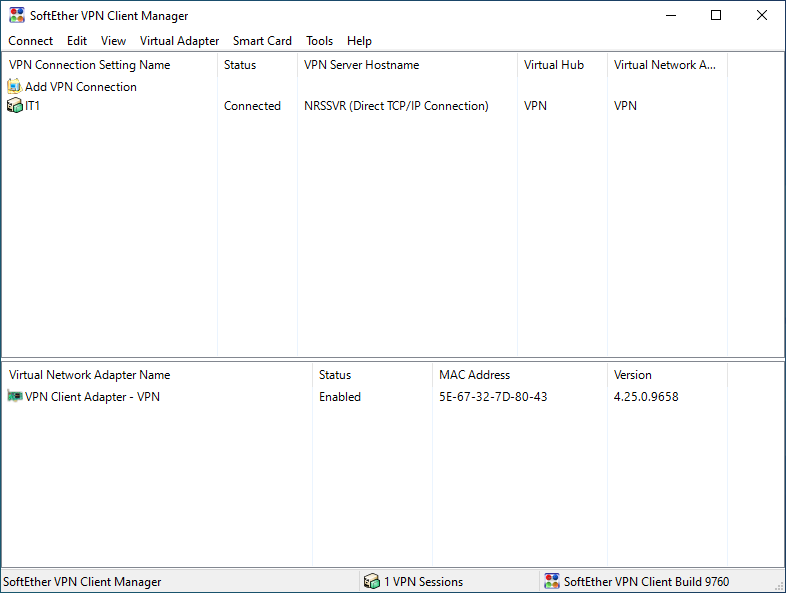 SoftEther VPN Client Manager
Connect Edit View Virtual Adapter Smart Card Tools Help
VPN Connection Setting Name Status VPN Server Hostname Virtual Hub Virtual Network A...
Add VPN Connection
IT1 Connected NRSSVR (Direct TCP/IP Connection) VPN VPN
Virtual Network Adapter Name Status MAC Address Version
VPN Client Adapter - VPN Enabled 5E-67-32-7D-80-43 4.25.0.9658
SoftEther VPN Client Manager 1 VPN Sessions SoftEther VPN Client Build 9760